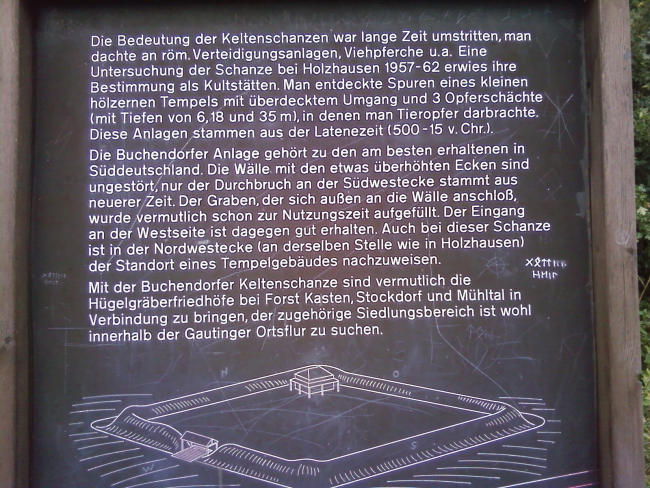 Die Bedeutung der Keltenschanzen war lange Zeit umstritten, man
dachte an röm. Verteidigungsanlagen, Viehpferche u.a. Eine
Untersuchung der Schanze bei Holzhausen 1957-62 erwies ihre
Bestimmung als Kultstätten. Man entdeckte Spuren eines kleinen
hölzernen Tempels mit überdecktem Umgang und 3 Opferschächte
(mit Tiefen von 6,18 und 35 m), in denen man Tieropfer darbrachte.
Diese Anlagen stammen aus der Latenezeit (500-15 v. Chr.).
Die Buchendorfer Anlage gehört zu den am besten erhaltenen in
Süddeutschland. Die Wälle mit den etwas überhöhten Ecken sind
ungestört, nur der Durchbruch an der Südwestecke stammt aus
neuerer Zeit. Der Graben, der sich außen an die Wälle anschloß,
wurde vermutlich schon zur Nutzungszeit aufgefüllt. Der Eingang
an der Westseite ist dagegen gut erhalten. Auch bei dieser Schanze
ist in der Nordwestecke (an derselben Stelle wie in Holzhausen)
der Standort eines Tempelgebäudes nachzuweisen.
Mit der Buchendorfer Keltenschanze sind vermutlich die
Hügelgräberfriedhöfe bei Forst Kasten, Stockdorf und Mühltal in
Verbindung zu bringen, der zugehörige Siedlungsbereich ist wohl
innerhalb der Gautinger Ortsflur zu suchen.
N
O
W
S